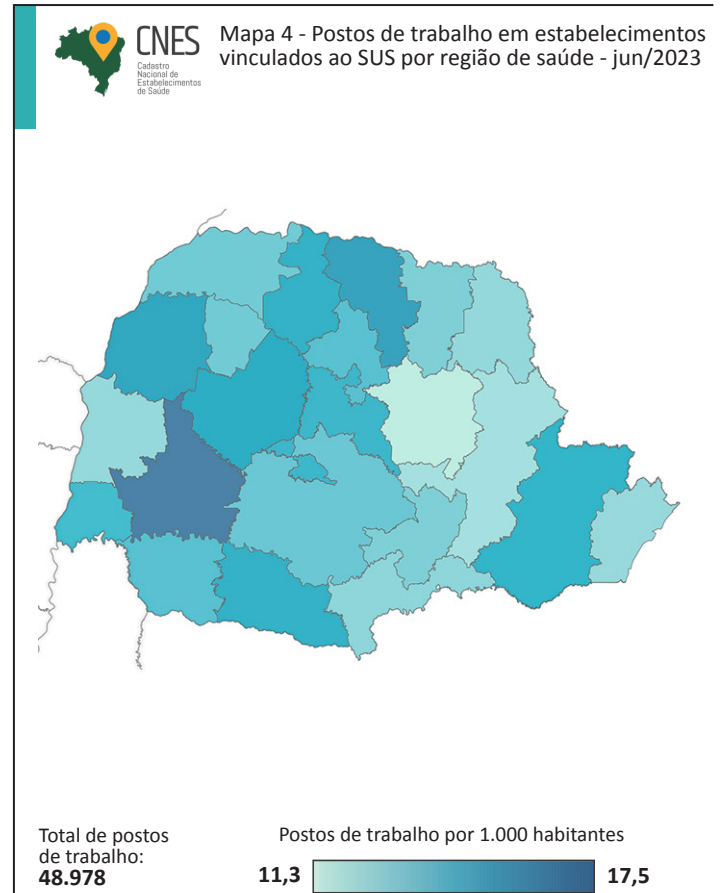 CNES
Cadastro
Nacional de
Estabelecimentos
de Saúde
Mapa 4 - Postos de trabalho em estabelecimentos
vinculados ao SUS por região de saúde - jun/2023
Total de postos
de trabalho:
48.978
Postos de trabalho por 1.000 habitantes
11,3
17,5